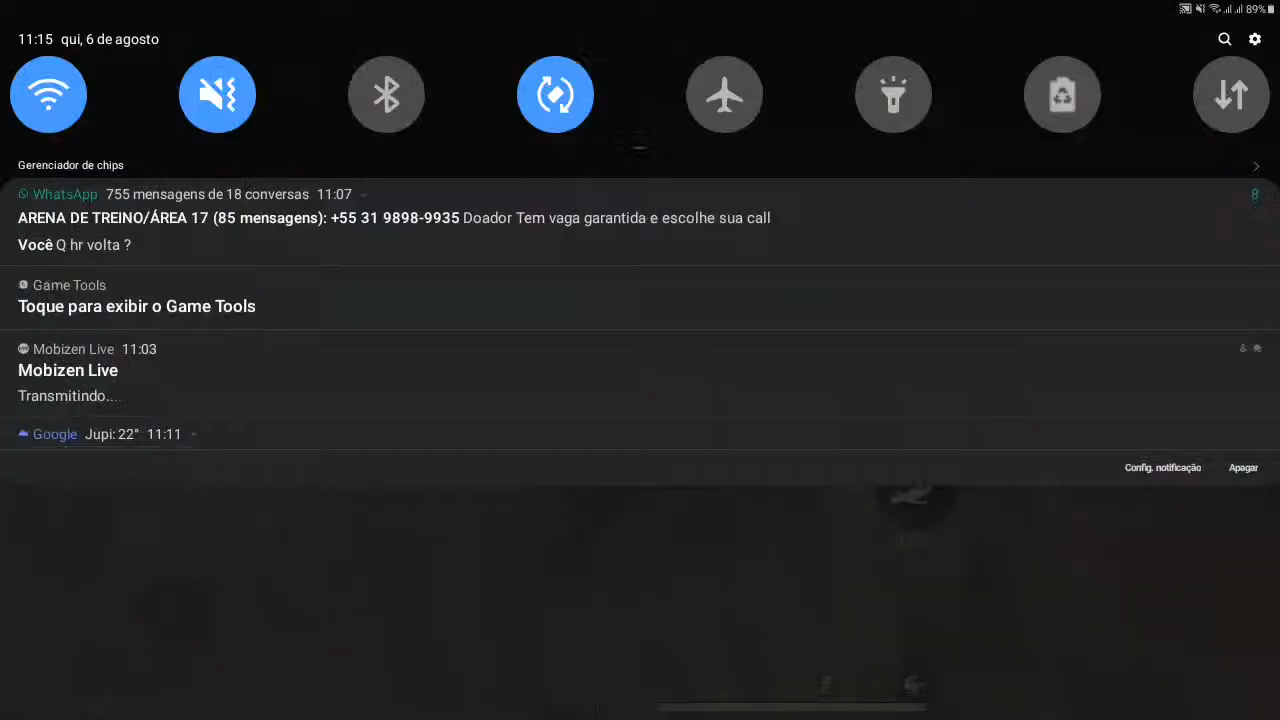 89%
11:15 qui, 6 de agosto
Gerenciador de chips
WhatsApp 755 mensagens de 18 conversas 11:07
ARENA DE TREINO/ÁREA 17 (85 mensagens): +55 31 9898-9935 Doador Tem vaga garantida e escolhe sua call
Você Q hr volta ?
Game Tools
Toque para exibir o Game Tools
Mobizen Live 11:03
Mobizen Live
Transmitindo....
Google Jupi: 22° 11:11
Config. notificação Apagar